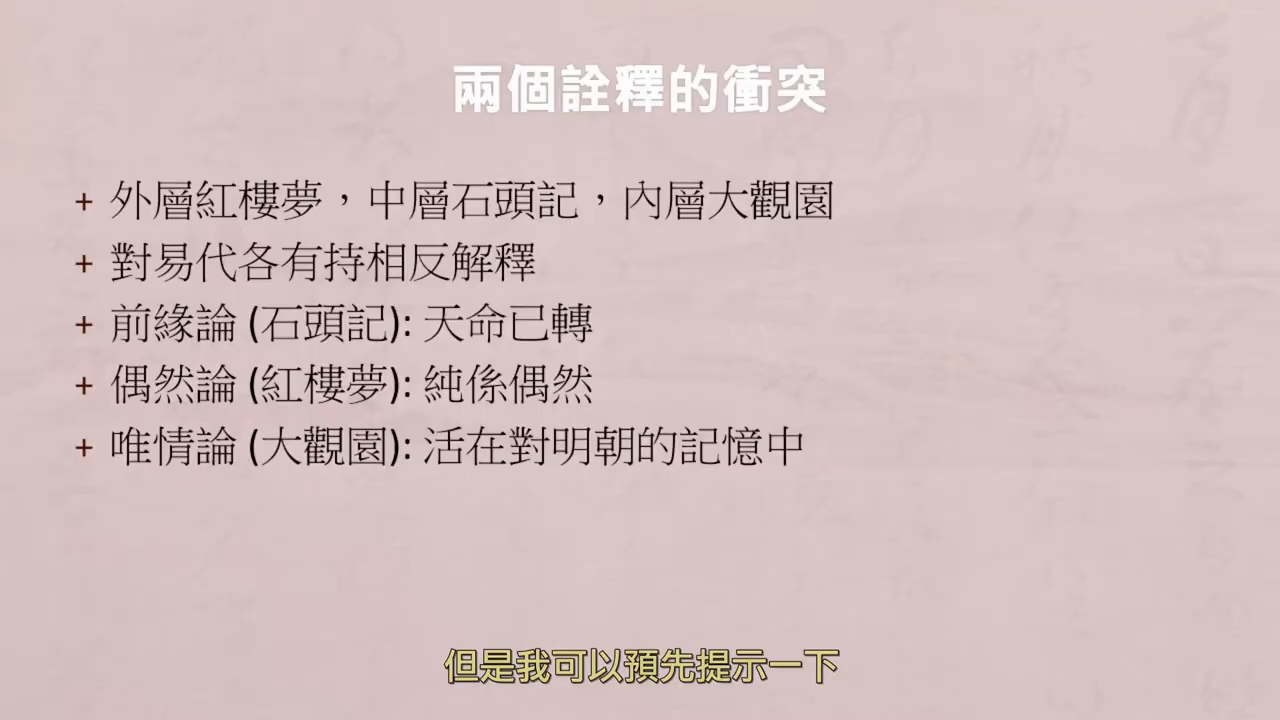 兩個詮釋的衝突
+ 外層紅樓夢，中層石頭記，內層大觀園
+ 對易代各有持相反解釋
+ 前緣論 (石頭記): 天命已轉
+ 偶然論 (紅樓夢): 純係偶然
+ 唯情論 (大觀園): 活在對明朝的記憶中
但是我可以預先提示一下